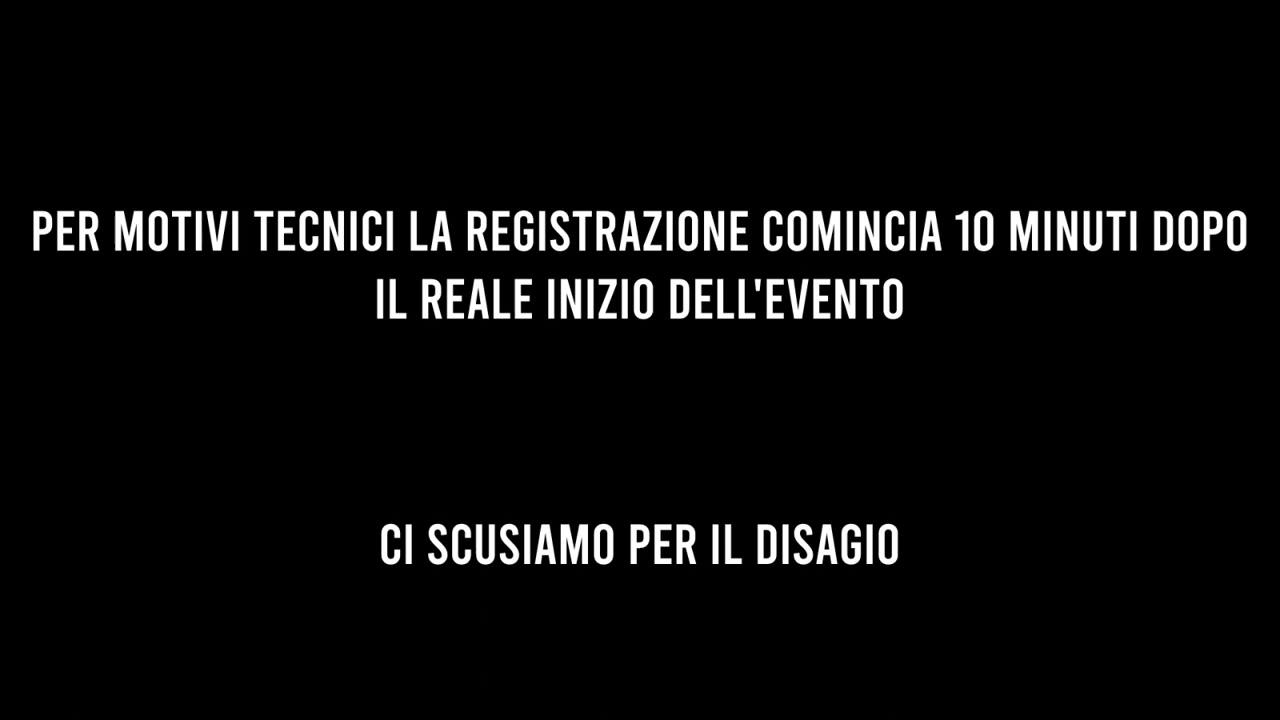 PER MOTIVI TECNICI LA REGISTRAZIONE COMINCIA 10 MINUTI DOPO
IL REALE INIZIO DELL'EVENTO
CI SCUSIAMO PER IL DISAGIO